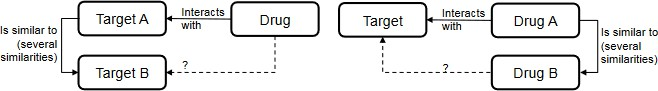 Target A
Interacts
with
Drug
Is similar to
(several
similarities)
Target B
?
Target
Interacts
with
Drug A
Is similar to
(several
similarities)
?
Drug B